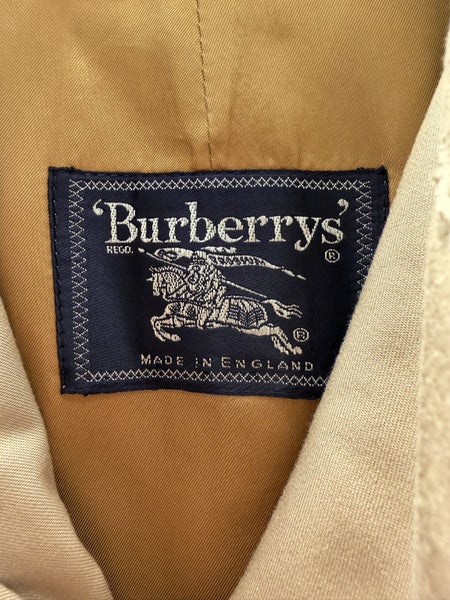 'Burberrys'
REGD. ®
®
MADE IN ENGLAND